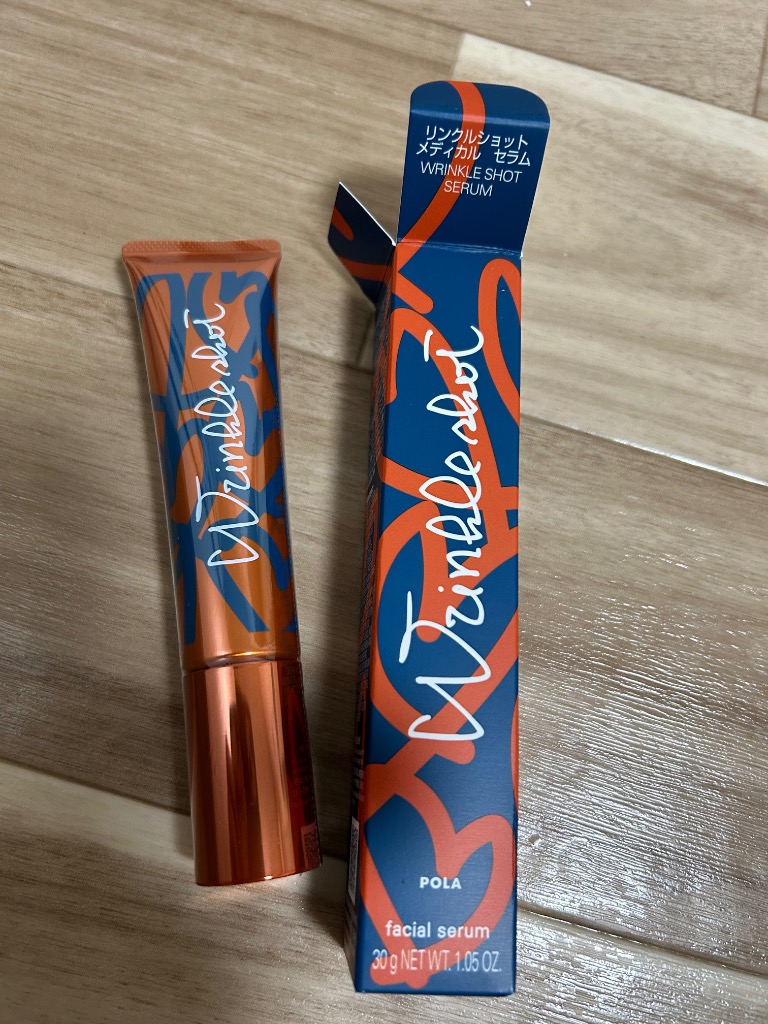 リンクルショット
メディカル セラム
WRINKLE SHOT
SERUM
Wrinkle shot
Wrinkle shot
POLA
facial serum
30 g NET WT. 1.05 OZ.